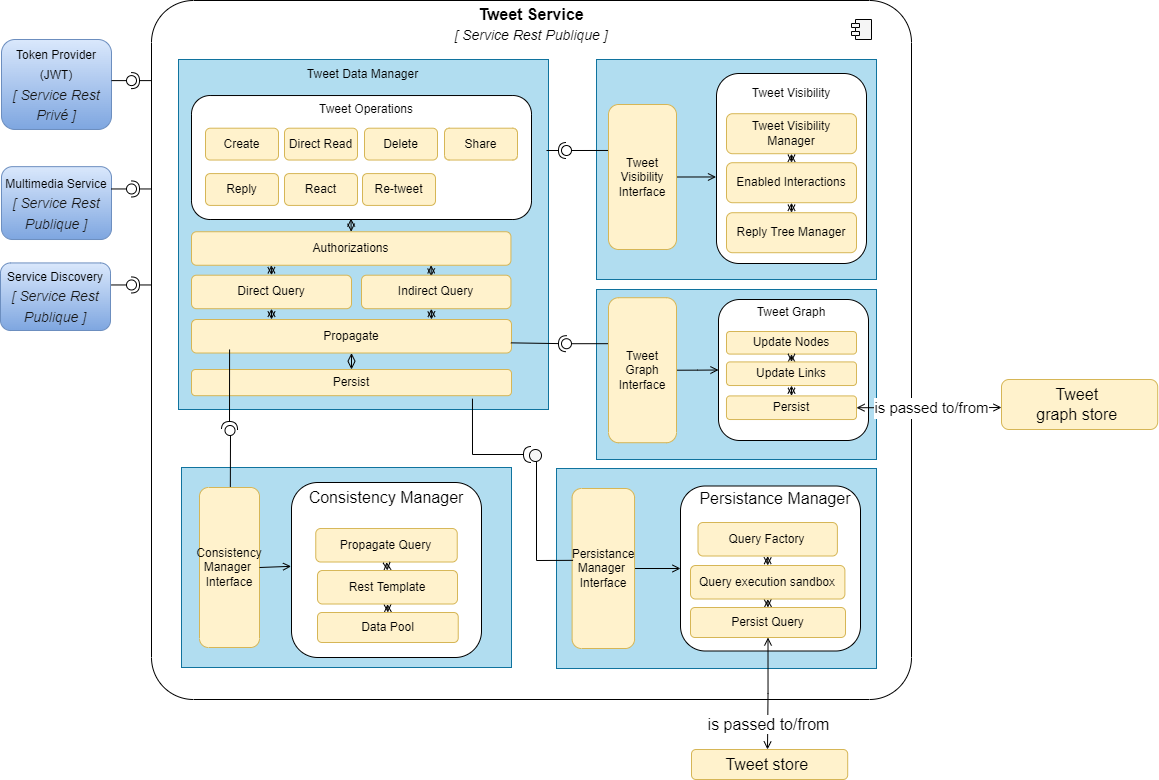 Tweet Service
[ Service Rest Publique ]
Token Provider
(JWT)
[ Service Rest
Privé ]
Multimedia Service
[ Service Rest
Publique ]
Service Discovery
[ Service Rest
Publique ]
Tweet Data Manager
Tweet Operations
Create
Direct Read
Delete
Share
Reply
React
Re-tweet
Authorizations
Direct Query
Indirect Query
Propagate
Persist
Tweet
Visibility
Interface
Tweet Visibility
Tweet Visibility
Manager
Enabled Interactions
Reply Tree Manager
Tweet
Graph
Interface
Tweet Graph
Update Nodes
Update Links
Persist
is passed to/from
Tweet
graph store
Consistency
Manager
Interface
Consistency Manager
Propagate Query
Rest Template
Data Pool
Persistance
Manager
Interface
Persistance Manager
Query Factory
Query execution sandbox
Persist Query
is passed to/from
Tweet store